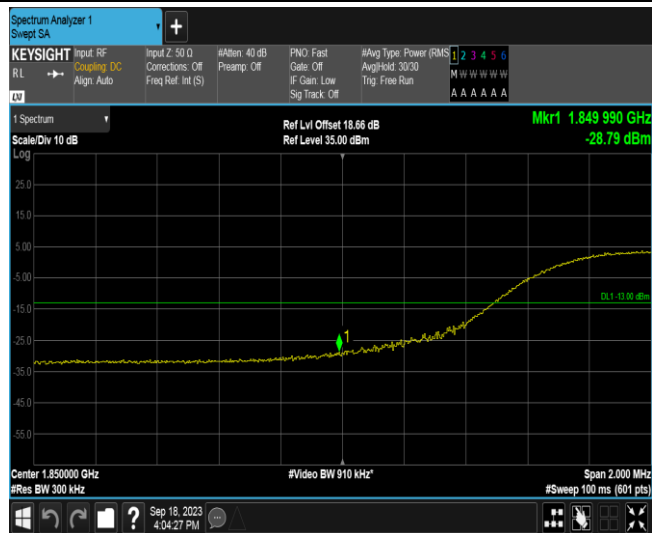 Spectrum Analyzer 1
Swept SA
+
KEYSIGHT
RL
Input: RF
Coupling: DC
Align: Auto
Input Z: 50 Ω
Corrections: Off
Freq Ref: Int (S)
#Atten: 40 dB
Preamp: Off
PNO: Fast
Gate: Off
IF Gain: Low
Sig Track: Off
#Avg Type: Power (RMS
Avg|Hold: 30/30
Trig: Free Run
1 2 3 4 5 6
M W W W W W
A A A A A A
1 Spectrum
Scale/Div 10 dB
Log
Ref Lvl Offset 18.66 dB
Ref Level 35.00 dBm
Mkr1 1.849 990 GHz
-28.79 dBm
25.0
15.0
5.00
-5.00
-15.0
-25.0
-35.0
-45.0
-55.0
DL1 -13.00 dBm
1
Center 1.850000 GHz
#Video BW 910 kHz*
Span 2.000 MHz
#Res BW 300 kHz
#Sweep 100 ms (601 pts)
?
Sep 18, 2023
4:04:27 PM